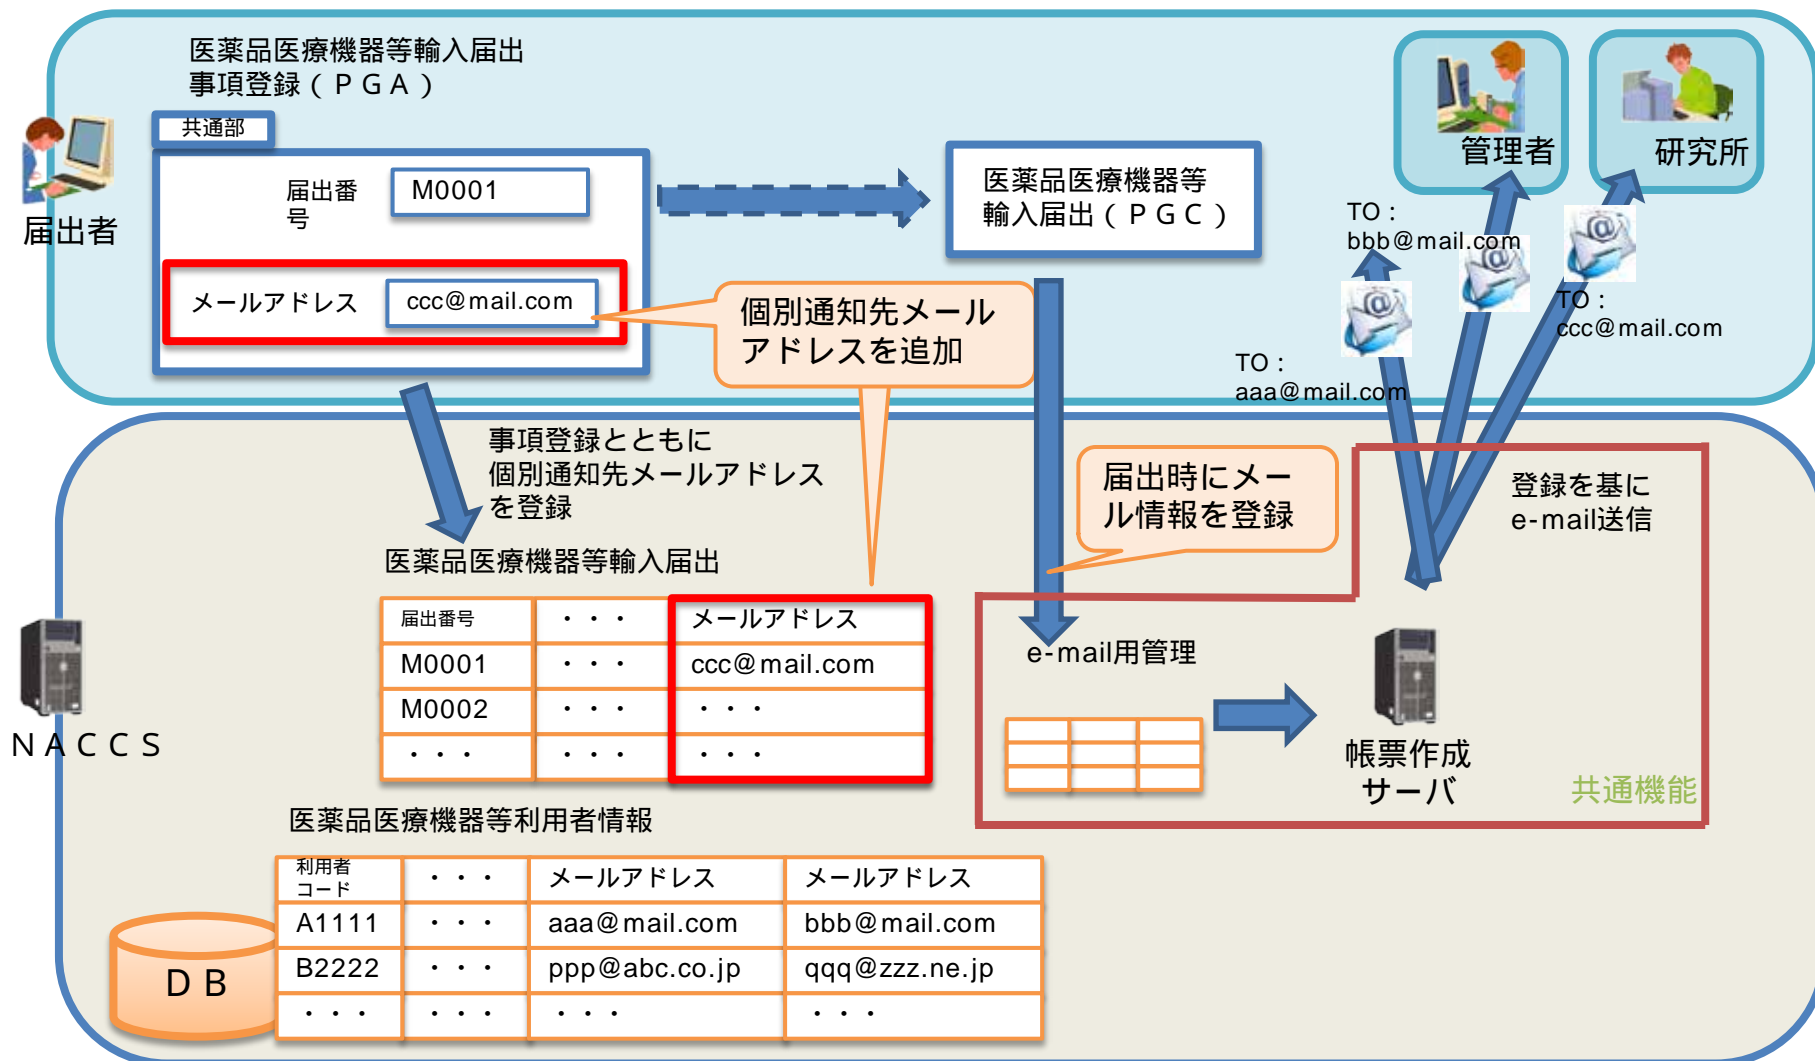 医薬品医療機器等輸入届出
事項登録（ＰＧＡ）
共通部
届出番
号
M0001
メールアドレス
ccc@mail.com
届出者
医薬品医療機器等
輸入届出（ＰＧＣ）
個別通知先メール
アドレスを追加
管理者
研究所
TO：
bbb@mail.com
TO：
ccc@mail.com
TO：
aaa@mail.com
事項登録とともに
個別通知先メールアドレス
を登録
届出時にメー
ル情報を登録
登録を基に
e-mail送信
医薬品医療機器等輸入届出
届出番号 ・・・ メールアドレス
M0001 ・・・ ccc@mail.com
M0002 ・・・ ・・・
・・・ ・・・ ・・・
e-mail用管理
帳票作成
サーバ
共通機能
ＮＡＣＣＳ
医薬品医療機器等利用者情報
利用者
コード ・・・ メールアドレス メールアドレス
A1111 ・・・ aaa@mail.com bbb@mail.com
B2222 ・・・ ppp@abc.co.jp qqq@zzz.ne.jp
・・・ ・・・ ・・・ ・・・
ＤＢ